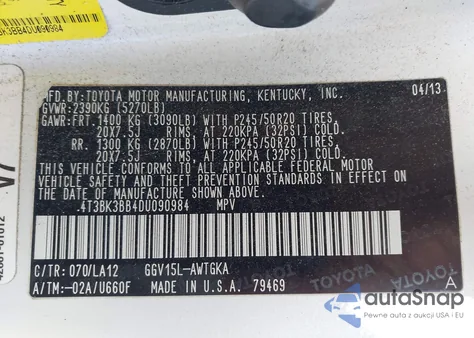 3K3BB4DU090984
MFD. BY: TOYOTA MOTOR MANUFACTURING, KENTUCKY, INC.
GVWR: 2390KG (5270LB) 04/13
GAWR: FRT. 1400 KG (3090LB) WITH P245/50R20 TIRES,
20X7.5J RIMS, AT 220KPA (32PSI) COLD.
RR. 1300 KG (2870LB) WITH P245/50R20 TIRES,
20X7.5J RIMS, AT 220KPA (32PSI) COLD.
THIS VEHICLE CONFORMS TO ALL APPLICABLE FEDERAL MOTOR
VEHICLE SAFETY, BUMPER, AND THEFT PREVENTION
STANDARDS IN EFFECT ON THE DATE OF
MANUFACTURE SHOWN ABOVE.
4T3BK3BB4DU090984 MPV
C/TR: 070/LA12 GGV15L-AWTGKA
A/TM: -02A/U660F MADE IN U.S.A. 79469
A
TOYOTA
autoSnap